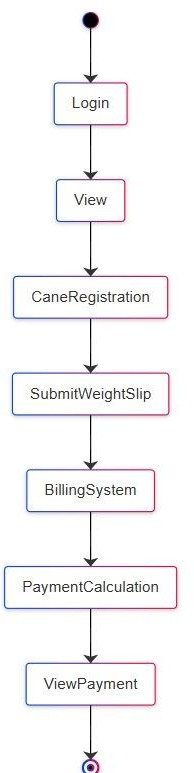 Login
View
CaneRegistration
SubmitWeightSlip
BillingSystem
PaymentCalculation
ViewPayment